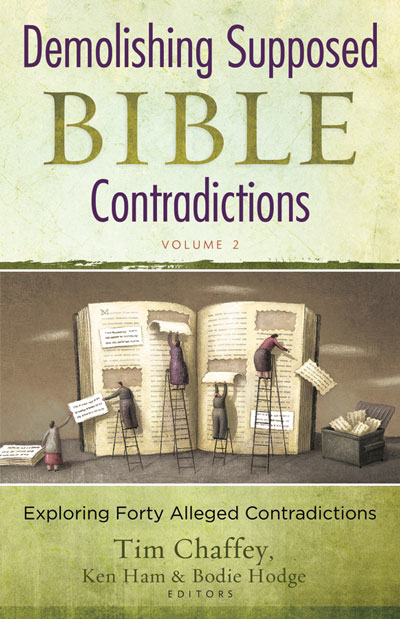 Demolishing Supposed
BIBLE
Contradictions
VOLUME 2
Exploring Forty Alleged Contradictions
Tim Chaffey,
Ken Ham & Bodie Hodge
EDITORS